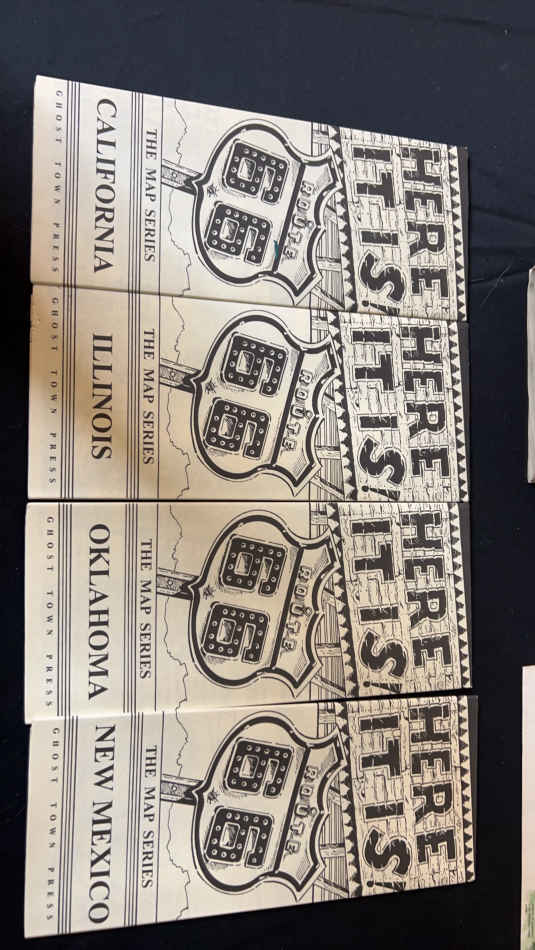 HERE
IT IS!
ROUTE
66
THE MAP SERIES
CALIFORNIA
GHOST TOWN PRESS
HERE
IT IS!
ROUTE
66
THE MAP SERIES
ILLINOIS
GHOST TOWN PRESS
HERE
IT IS!
ROUTE
66
THE MAP SERIES
OKLAHOMA
GHOST TOWN PRESS
HERE
IT IS!
ROUTE
66
THE MAP SERIES
NEW MEXICO
GHOST TOWN PRESS